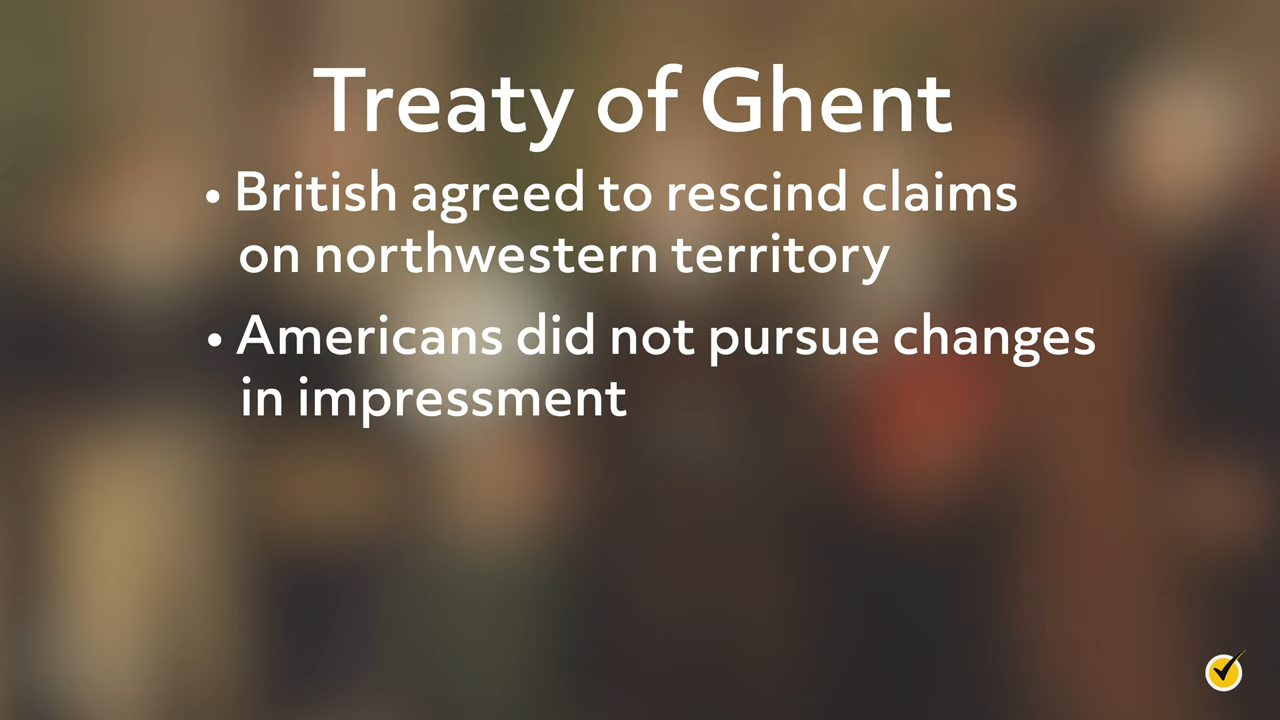 Treaty of Ghent
• British agreed to rescind claims
on northwestern territory
• Americans did not pursue changes
in impressment